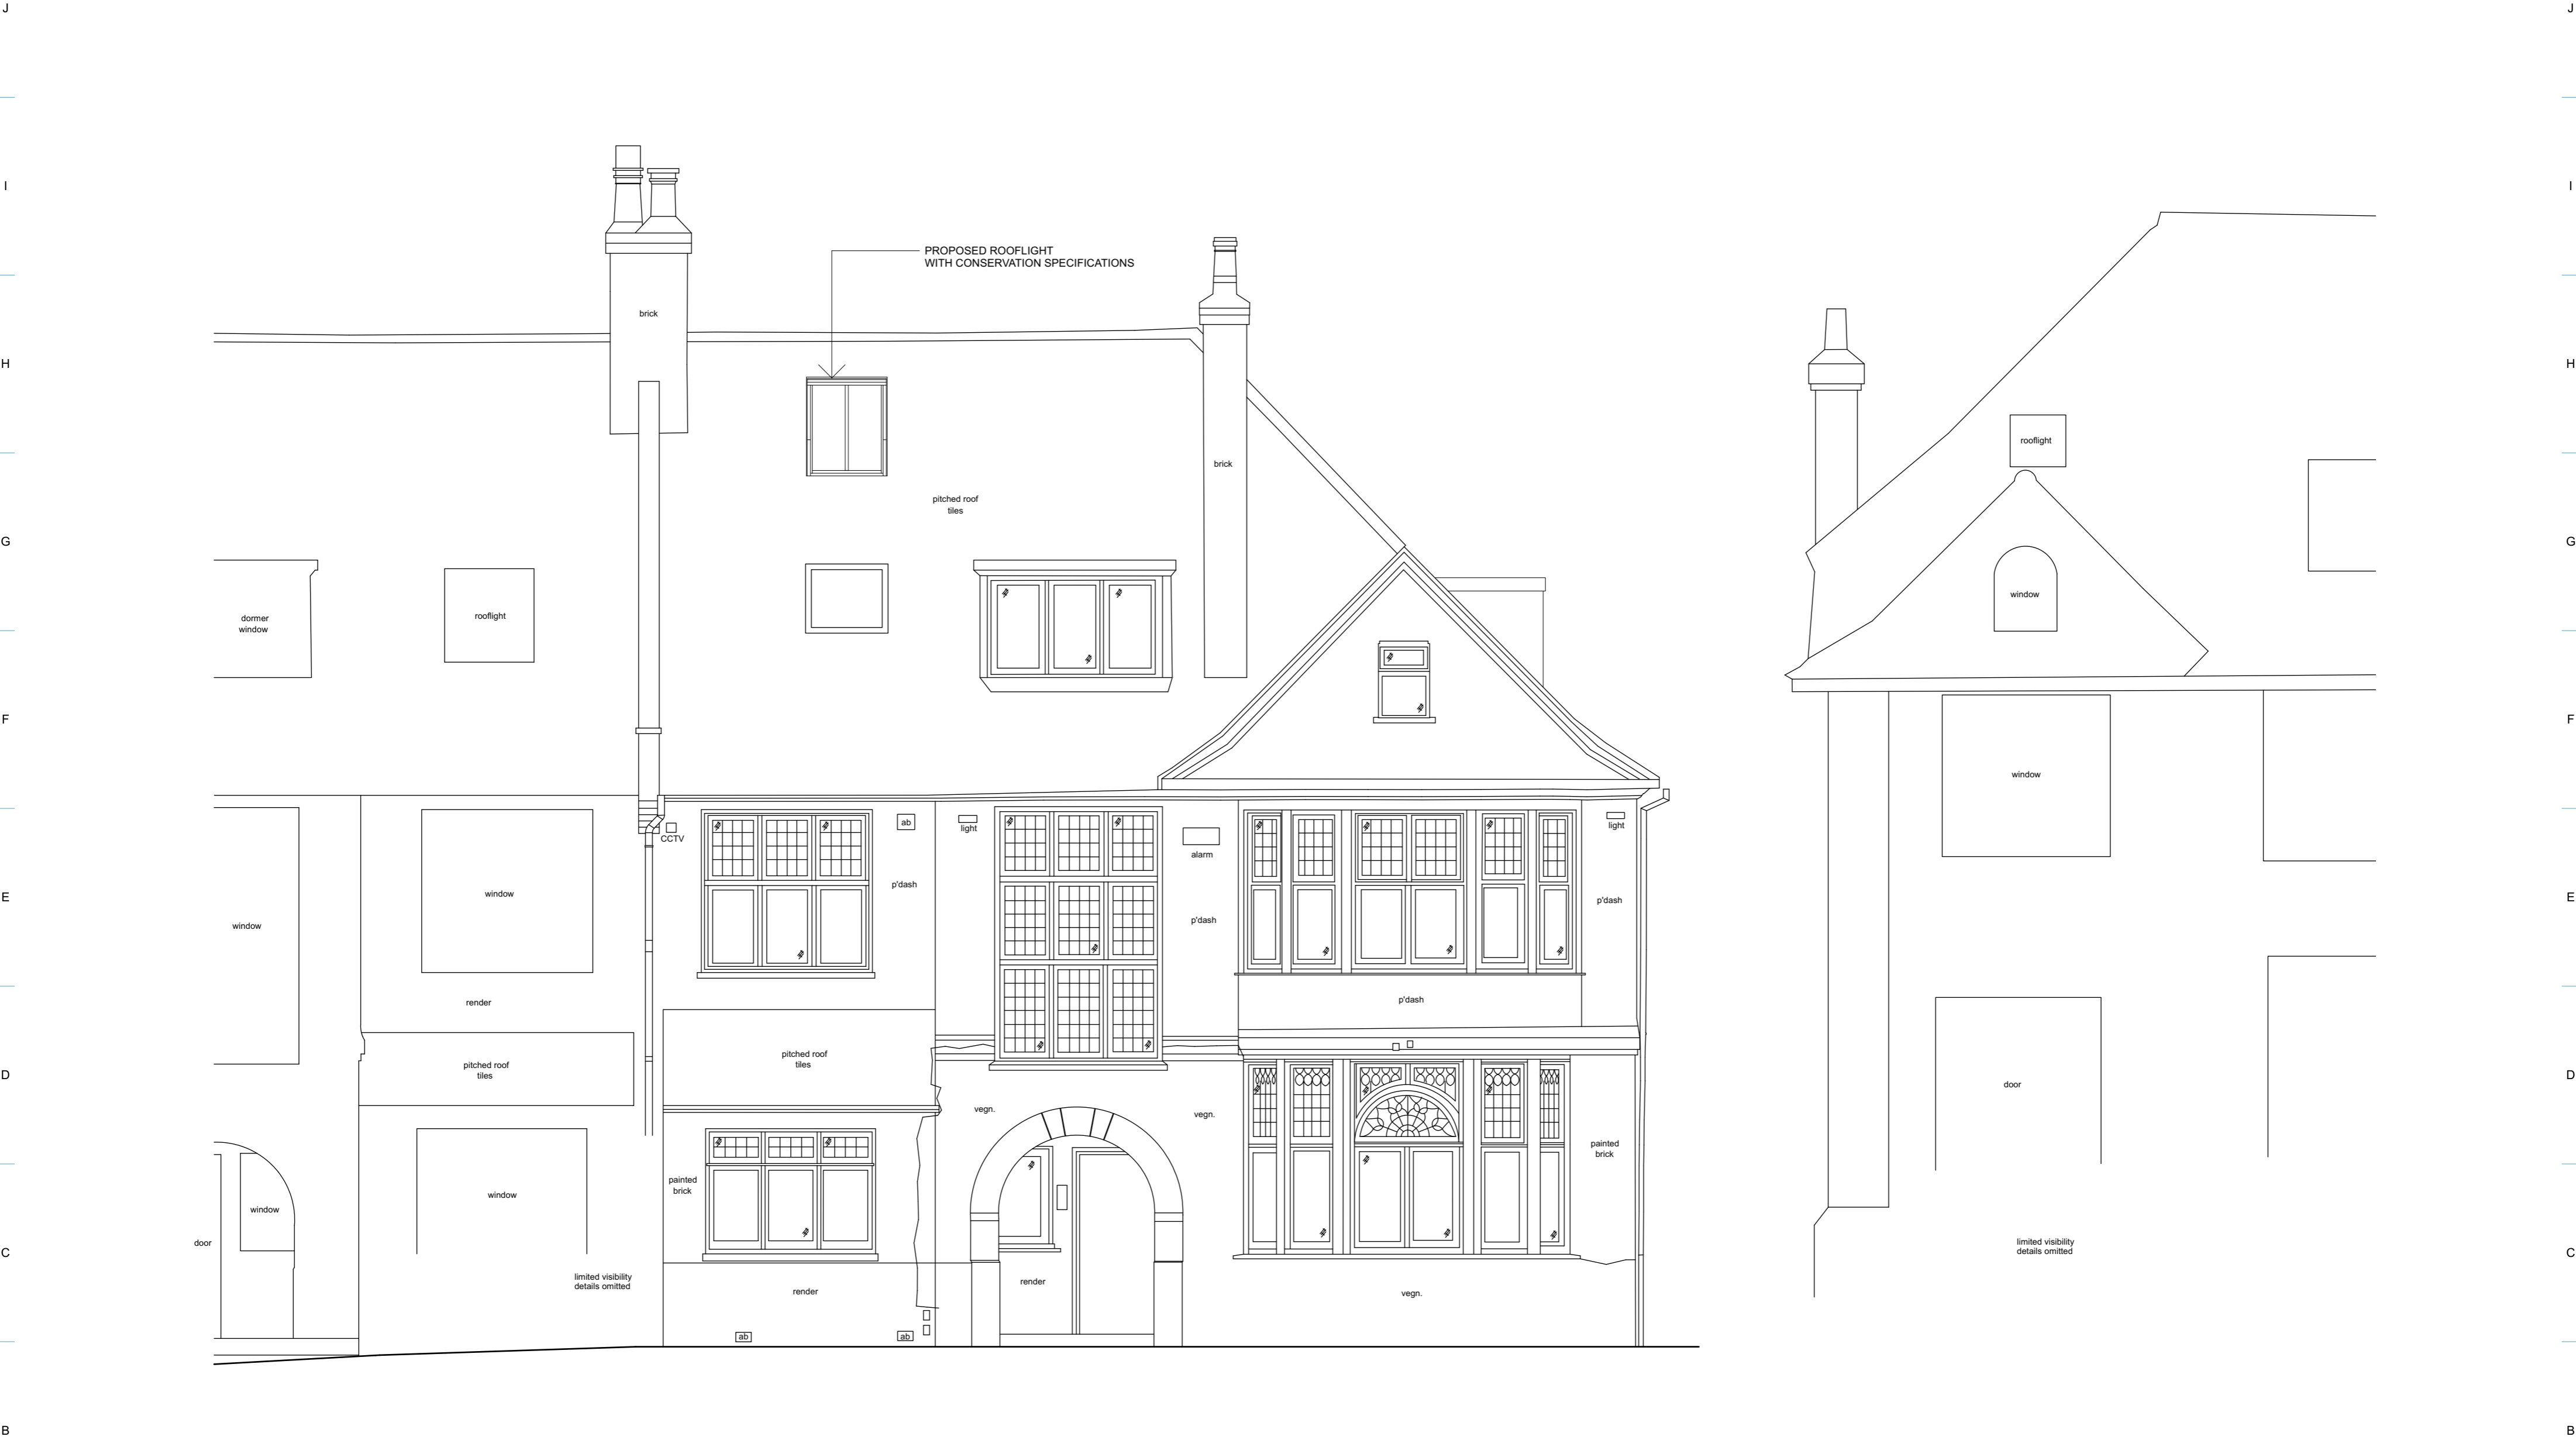 J
J
I
I
PROPOSED ROOFLIGHT
WITH CONSERVATION SPECIFICATIONS
brick
H
H
rooflight
brick
pitched roof
tiles
G
G
window
dormer
window
rooflight
F
F
window
ab
light
light
CCTV
alarm
p'dash
window
p'dash
E
E
p'dash
window
render
p'dash
pitched roof
tiles
pitched roof
tiles
D
D
door
vegn.
vegn.
painted
brick
painted
brick
window
window
door
C
C
limited visibility
details omitted
limited visibility
details omitted
render
render
vegn.
ab
ab
B
B